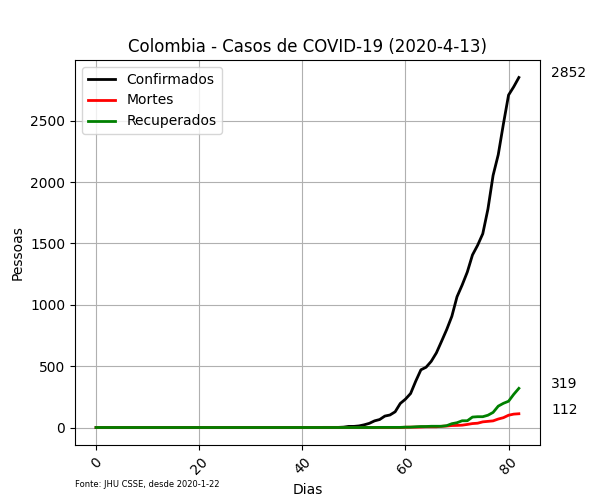 Colombia - Casos de COVID-19 (2020-4-13)
Confirmados
Mortes
Recuperados
2852
319
112
Pessoas
2500
2000
1500
1000
500
0
0
20
40
60
80
Dias
Fonte: JHU CSSE, desde 2020-1-22